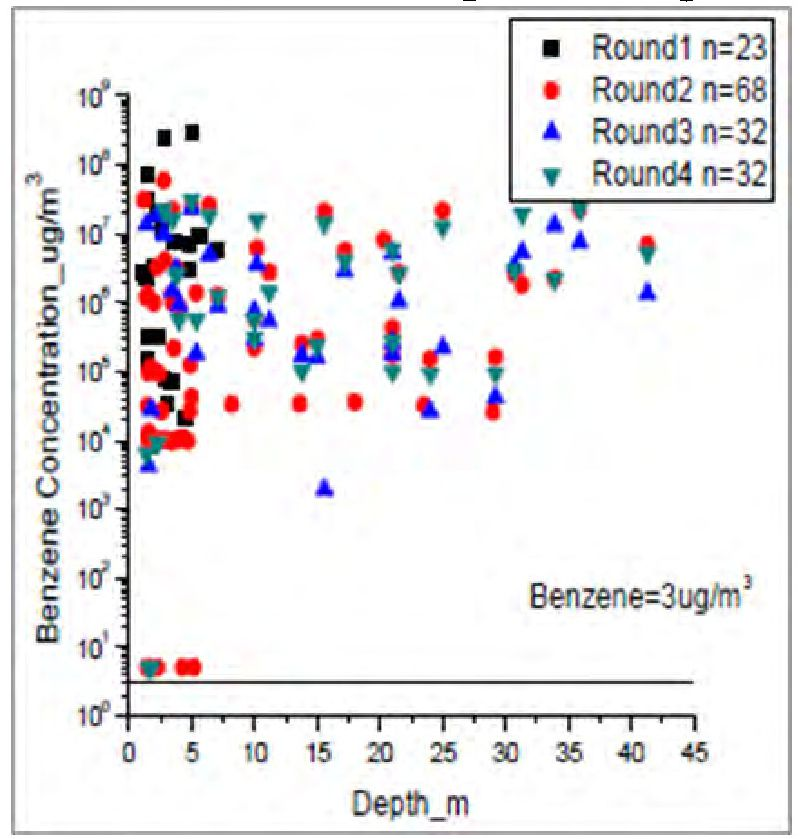 Round1 n=23
Round2 n=68
Round3 n=32
Round4 n=32
10⁹
10⁸
10⁷
10⁶
10⁵
10⁴
10³
10²
10¹
10⁰
Benzene Concentration_ug/m³
Benzene=3ug/m³
0 5 10 15 20 25 30 35 40 45
Depth_m